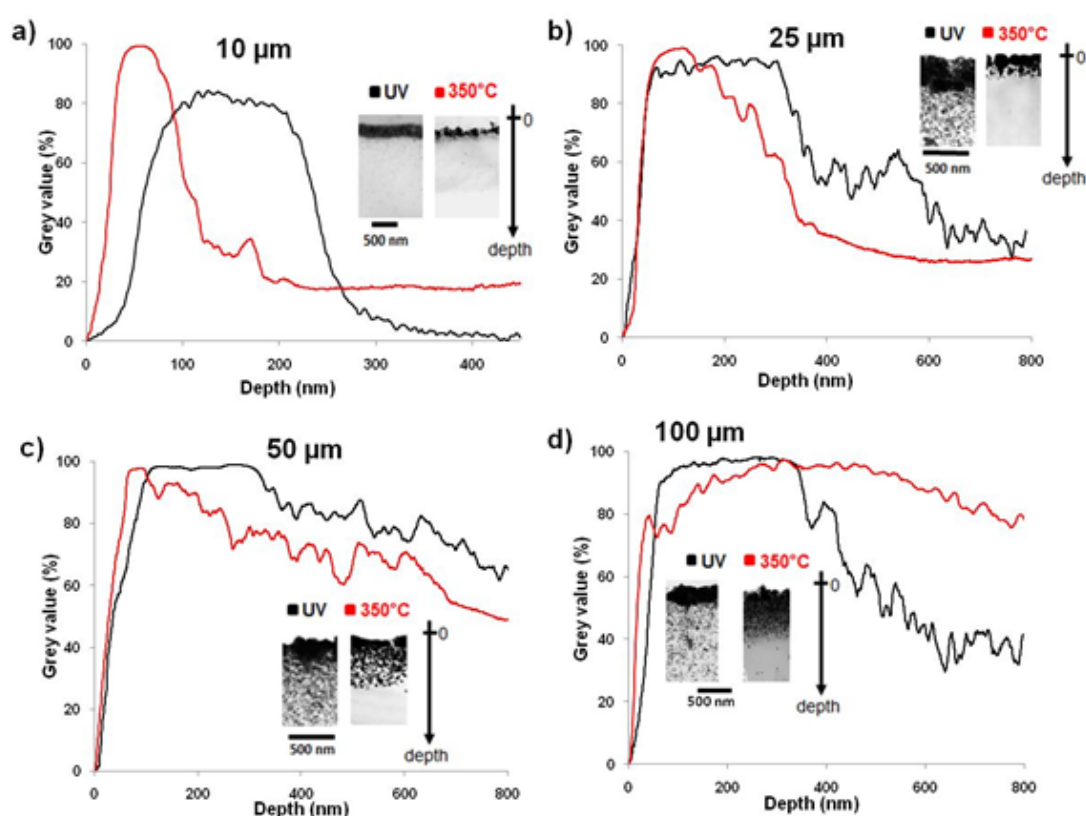 a)
10 µm
UV 350°C
0
500 nm
depth
Grey value (%)
100
80
60
40
20
0
0 100 200 300 400
Depth (nm)
b)
25 µm
UV 350°C
0
500 nm
depth
Grey value (%)
100
80
60
40
20
0
0 200 400 600 800
Depth (nm)
c)
50 µm
UV 350°C
0
500 nm
depth
Grey value (%)
100
80
60
40
20
0
0 200 400 600 800
Depth (nm)
d)
100 µm
UV 350°C
0
500 nm
depth
Grey value (%)
100
80
60
40
20
0
0 200 400 600 800
Depth (nm)